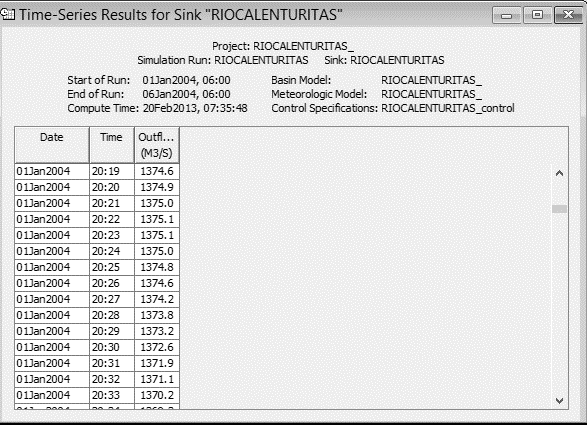 Time-Series Results for Sink "RIOCALENTURITAS"
Project: RIOCALENTURITAS_
Simulation Run: RIOCALENTURITAS Sink: RIOCALENTURITAS
Start of Run: 01Jan2004, 06:00 Basin Model: RIOCALENTURITAS_
End of Run: 06Jan2004, 06:00 Meteorologic Model: RIOCALENTURITAS_
Compute Time: 20Feb2013, 07:35:48 Control Specifications: RIOCALENTURITAS_control
Date Time Outfl...
(M3/S)
01Jan2004 20:19 1374.6
01Jan2004 20:20 1374.9
01Jan2004 20:21 1375.0
01Jan2004 20:22 1375.1
01Jan2004 20:23 1375.1
01Jan2004 20:24 1375.0
01Jan2004 20:25 1374.8
01Jan2004 20:26 1374.6
01Jan2004 20:27 1374.2
01Jan2004 20:28 1373.8
01Jan2004 20:29 1373.2
01Jan2004 20:30 1372.6
01Jan2004 20:31 1371.9
01Jan2004 20:32 1371.1
01Jan2004 20:33 1370.2